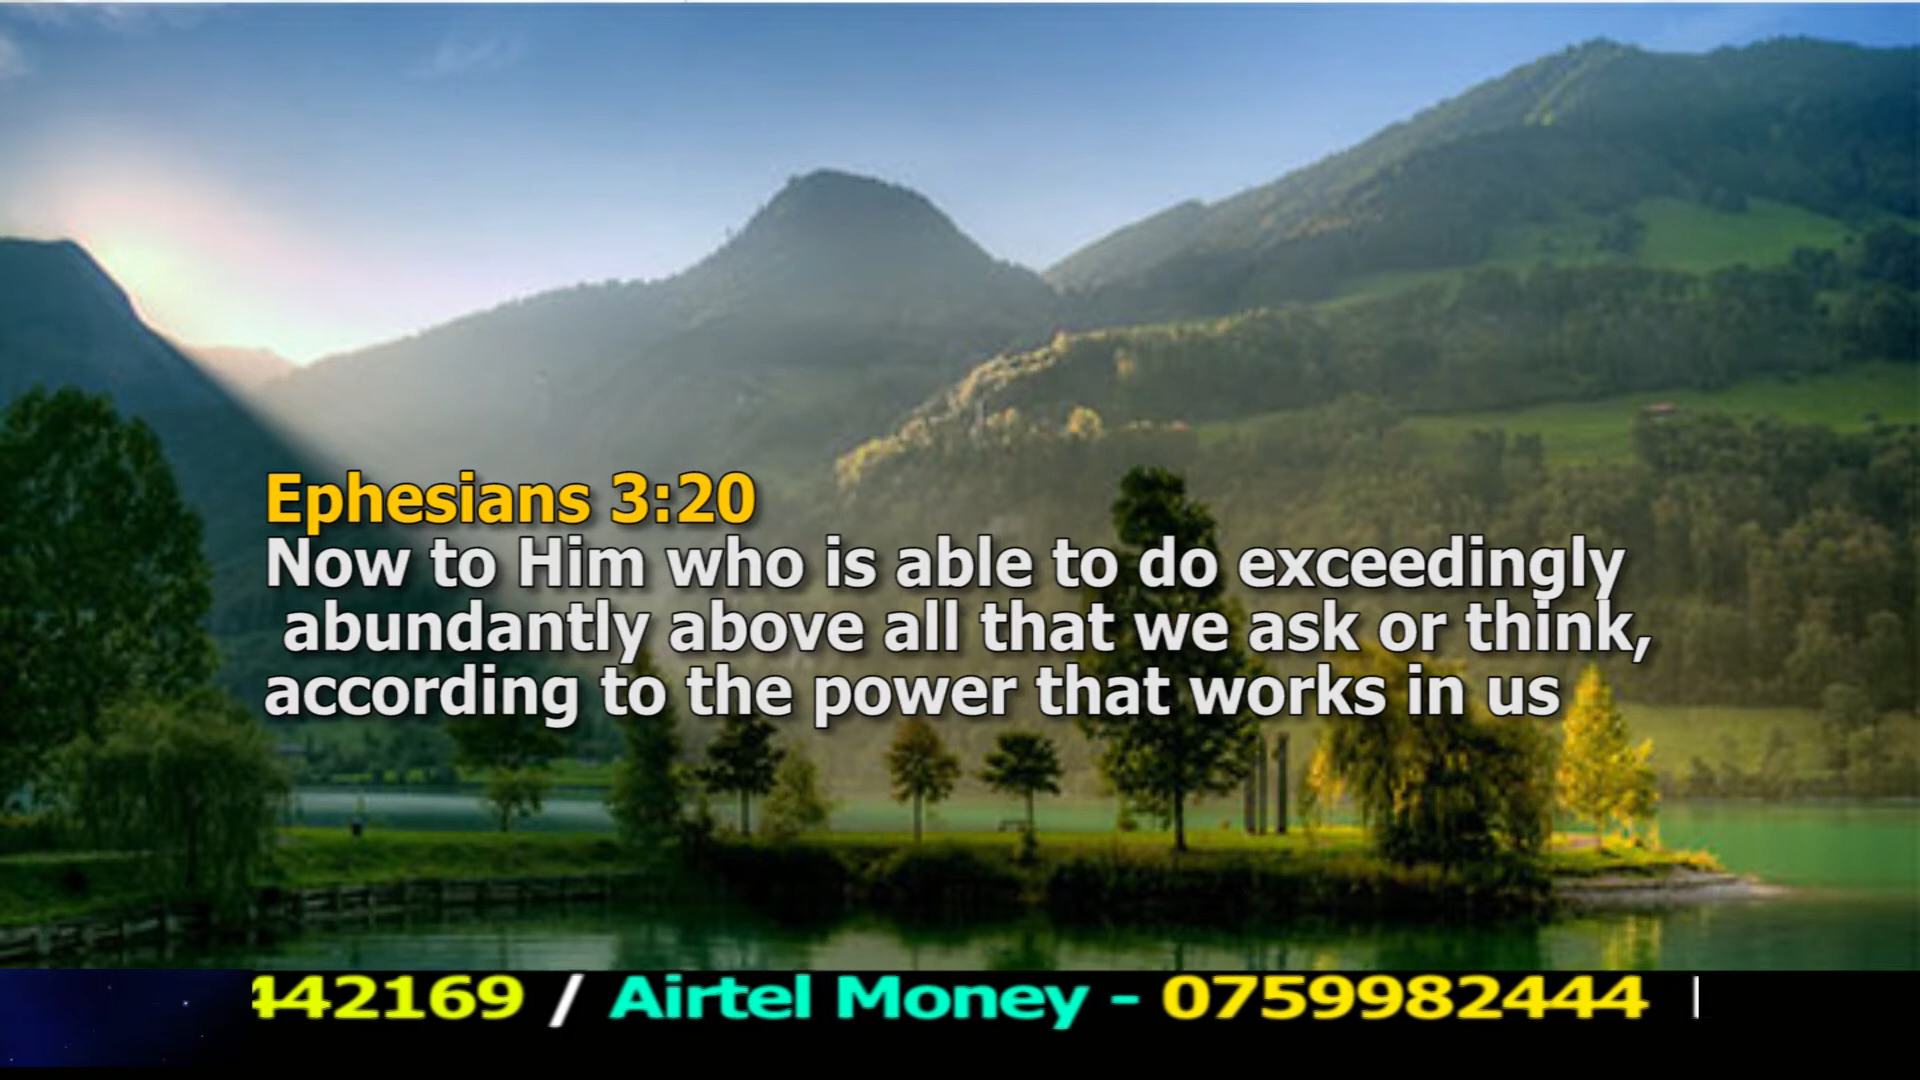 Ephesians 3:20
Now to Him who is able to do exceedingly
abundantly above all that we ask or think,
according to the power that works in us
442169 / Airtel Money - 0759982444 |